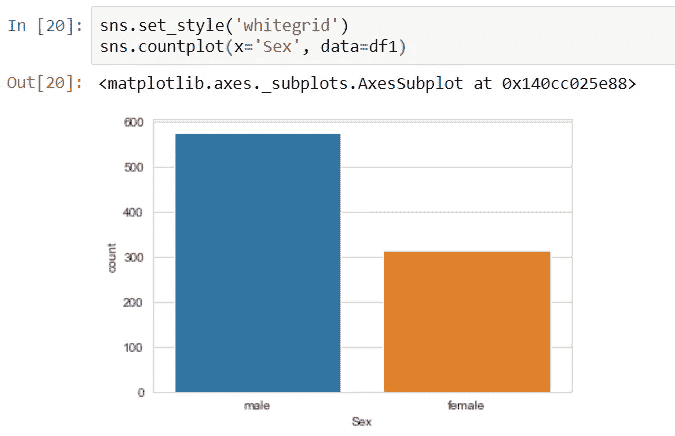 In [20]: sns.set_style('whitegrid')
sns.countplot(x='Sex', data=df1)
Out[20]: <matplotlib.axes._subplots.AxesSubplot at 0x140cc025e88>
600
500
400
300
200
100
0
count
male female
Sex